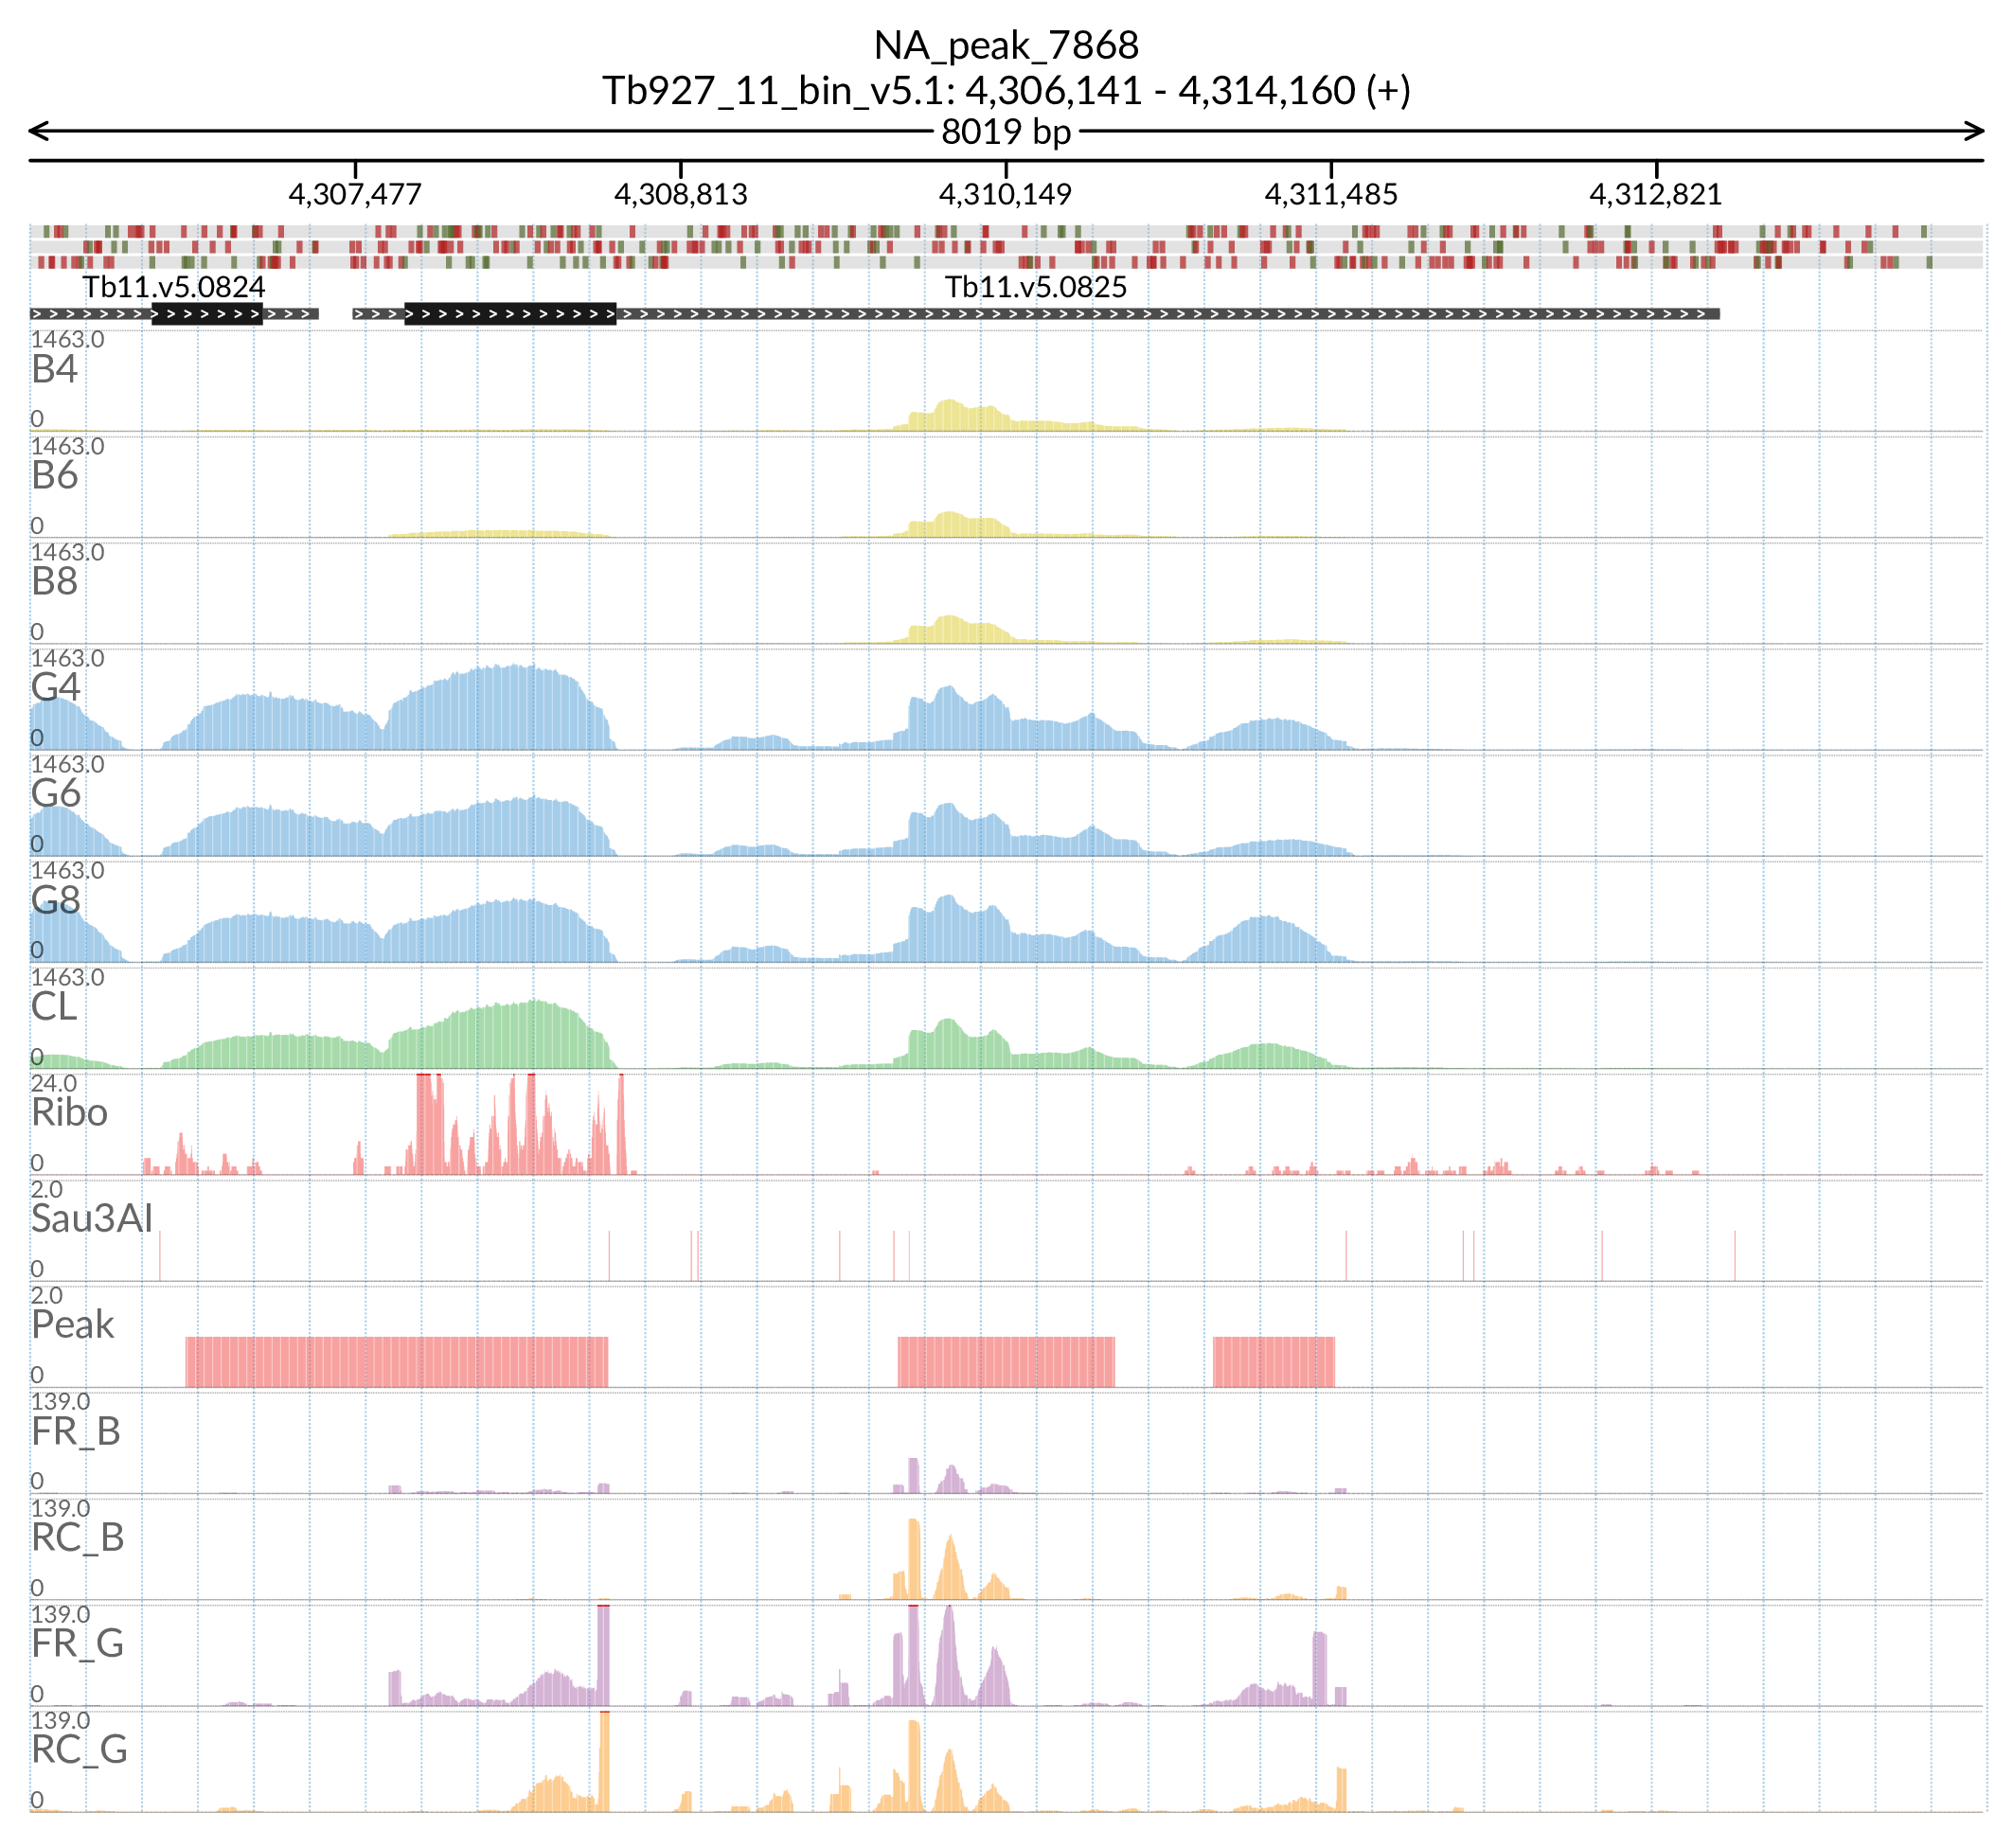 NA_peak_7868
Tb927_11_bin_v5.1: 4,306,141 - 4,314,160 (+)
8019 bp
4,307,477 4,308,813 4,310,149 4,311,485 4,312,821
Tb11.v5.0824 Tb11.v5.0825
1463.0
B4
0
1463.0
B6
0
1463.0
B8
0
1463.0
G4
0
1463.0
G6
0
1463.0
G8
0
1463.0
CL
0
24.0
Ribo
0
2.0
Sau3AI
0
2.0
Peak
0
139.0
FR_B
0
139.0
RC_B
0
139.0
FR_G
0
139.0
RC_G
0